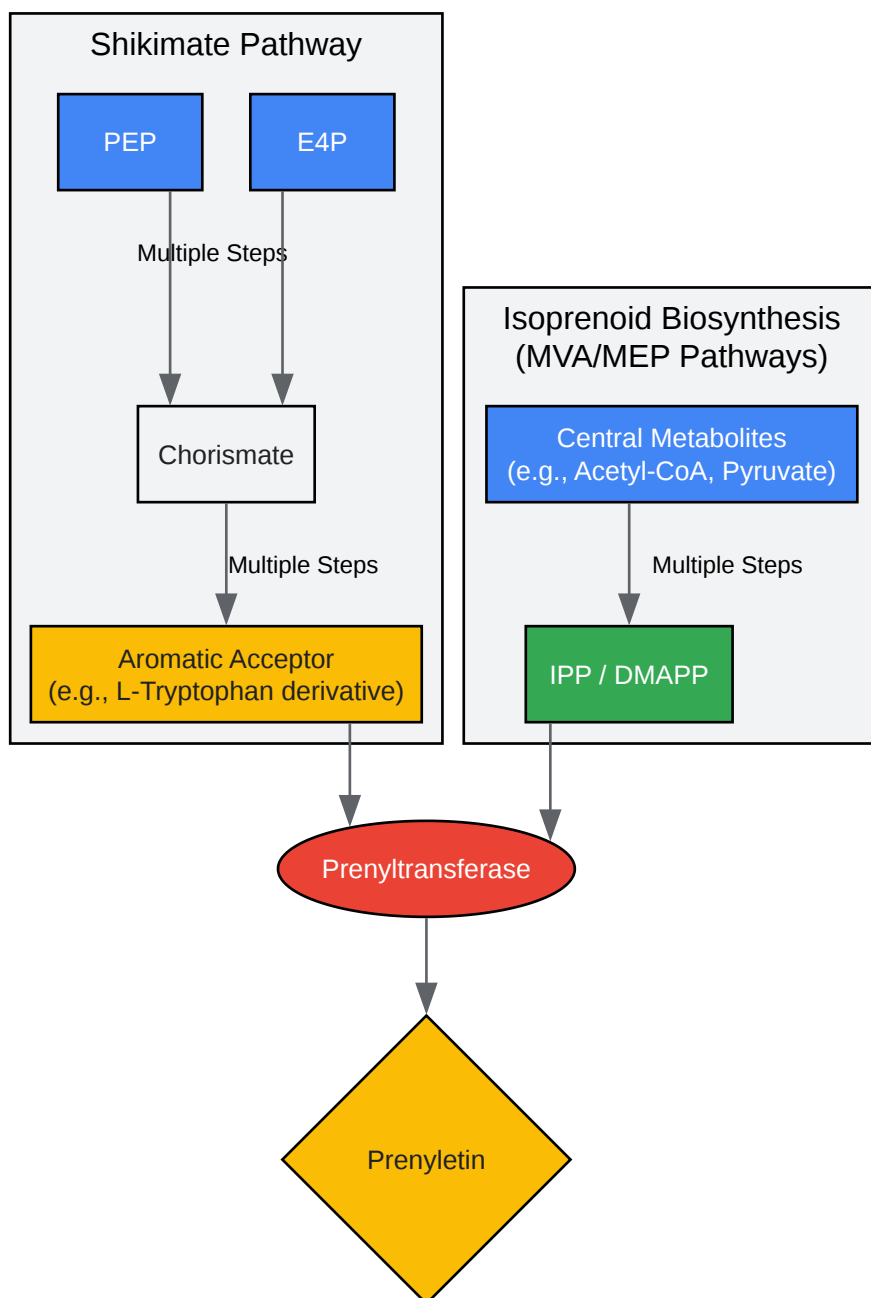 Shikimate Pathway
PEP
E4P
Multiple Steps
Chorismate
Multiple Steps
Aromatic Acceptor
(e.g., L-Tryptophan derivative)
Isoprenoid Biosynthesis
(MVA/MEP Pathways)
Central Metabolites
(e.g., Acetyl-CoA, Pyruvate)
Multiple Steps
IPP / DMAPP
Prenyltransferase
Prenyletin